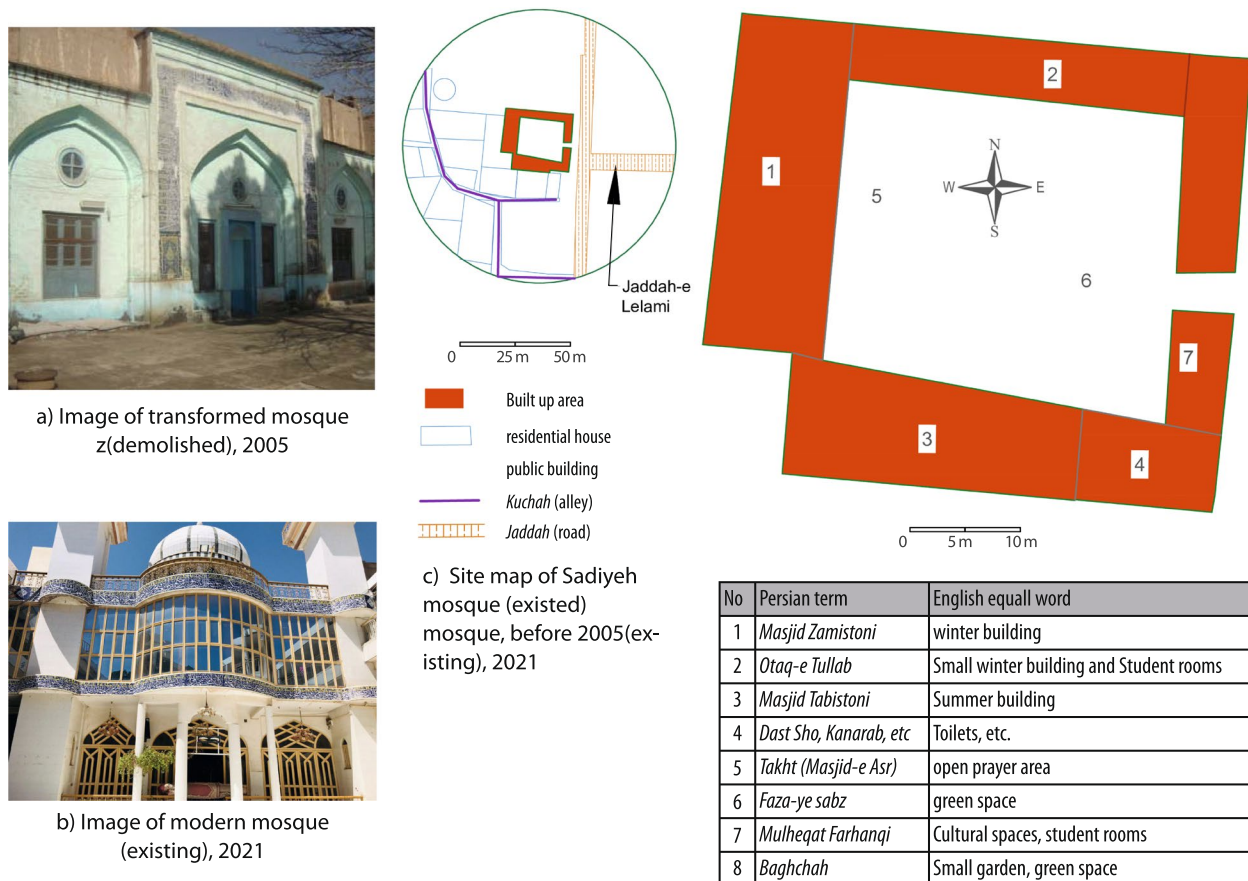 a) Image of transformed mosque
z(demolished), 2005
b) Image of modern mosque
(existing), 2021
Jaddah-e
Lelami
0 25 m 50 m
Built up area
residential house
public building
Kuchah (alley)
Jaddah (road)
c) Site map of Sadiyeh
mosque (existed)
mosque, before 2005(ex-
isting), 2021
1
2
3
4
5
6
7
N
W E
S
0 5 m 10 m
No Persian term English equall word
1 Masjid Zamistoni winter building
2 Otaq-e Tullab Small winter building and Student rooms
3 Masjid Tabistoni Summer building
4 Dast Sho, Kanarab, etc Toilets, etc.
5 Takht (Masjid-e Asr) open prayer area
6 Faza-ye sabz green space
7 Mulheqat Farhanqi Cultural spaces, student rooms
8 Baghchah Small garden, green space